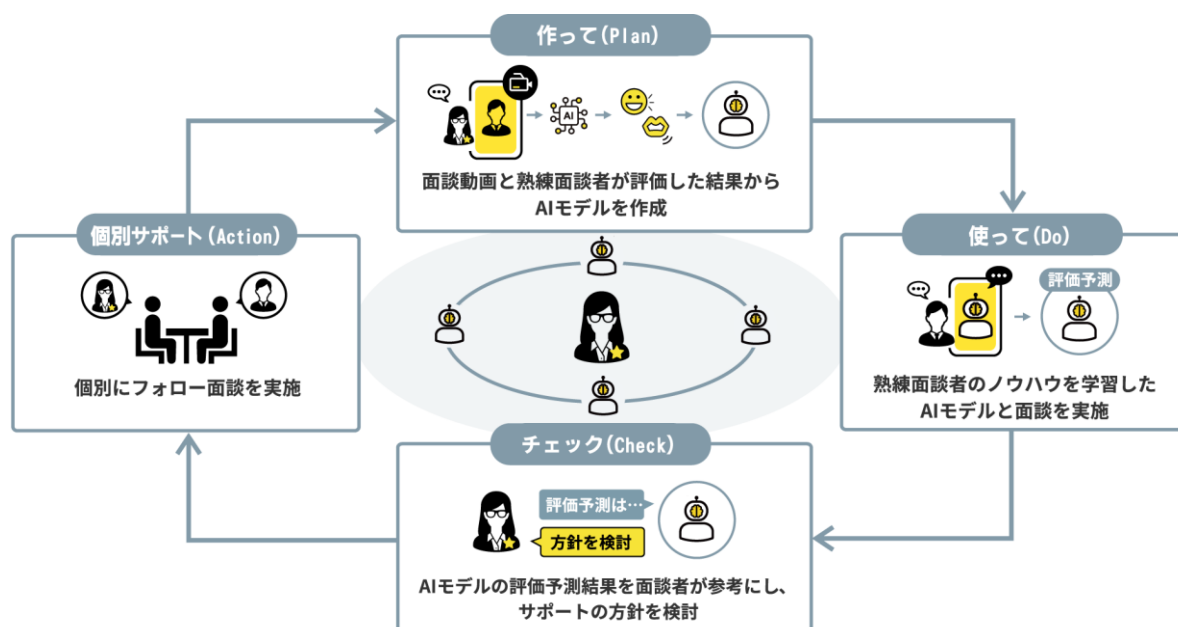 作って(Plan)
AI
面談動画と熟練面談者が評価した結果から
AIモデルを作成
使って(Do)
評価予測
熟練面談者のノウハウを学習した
AIモデルと面談を実施
チェック(Check)
評価予測は…
方針を検討
AIモデルの評価予測結果を面談者が参考にし、
サポートの方針を検討
個別サポート(Action)
個別にフォロー面談を実施